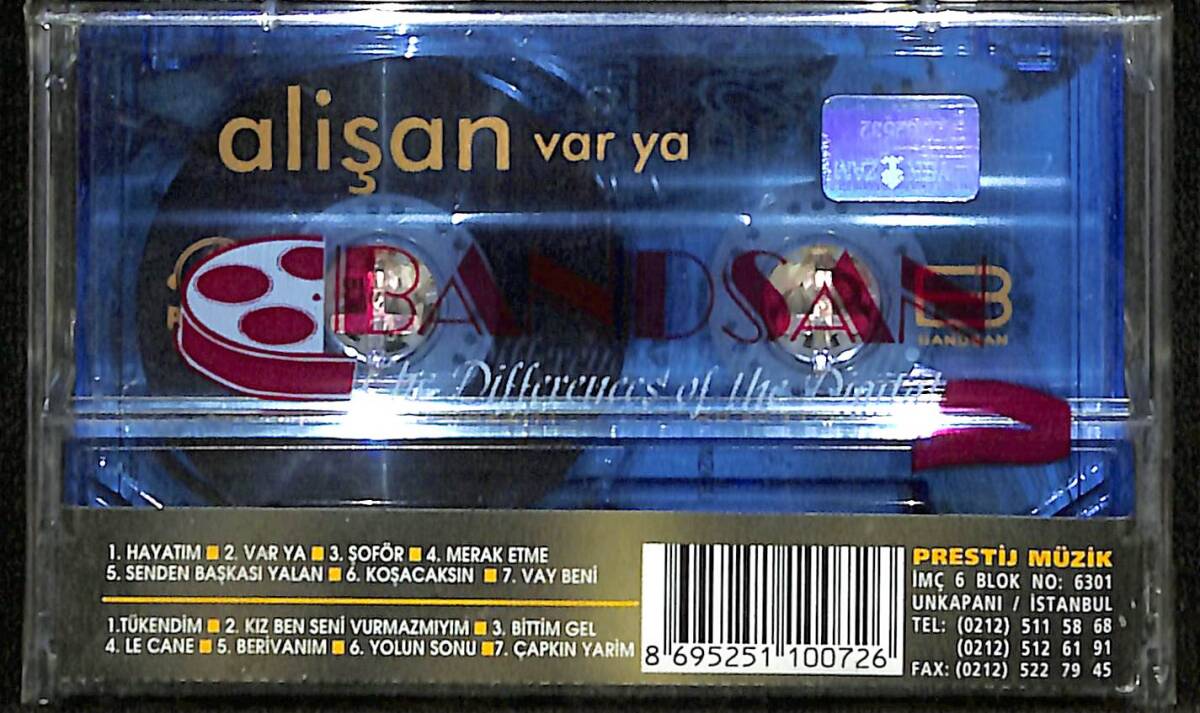 alişan var ya
BANDSAN
BANDSAN
The Differences of the Digital
1. HAYATIM ■ 2. VAR YA ■ 3. ŞOFÖR ■ 4. MERAK ETME
5. SENDEN BAŞKASI YALAN ■ 6. KOŞACAKSIN ■ 7. VAY BENİ
1.TÜKENDİM ■ 2. KIZ BEN SENİ VURMAZMIYIM ■ 3. BİTTİM GEL
4. LE CANE ■ 5. BERİVANIM ■ 6. YOLUN SONU ■ 7. ÇAPKIN YARİM
8 695251 100726
PRESTİJ MÜZİK
İMÇ 6 BLOK NO: 6301
UNKAPANI / İSTANBUL
TEL: (0212) 511 58 68
(0212) 512 61 91
FAX: (0212) 522 79 45